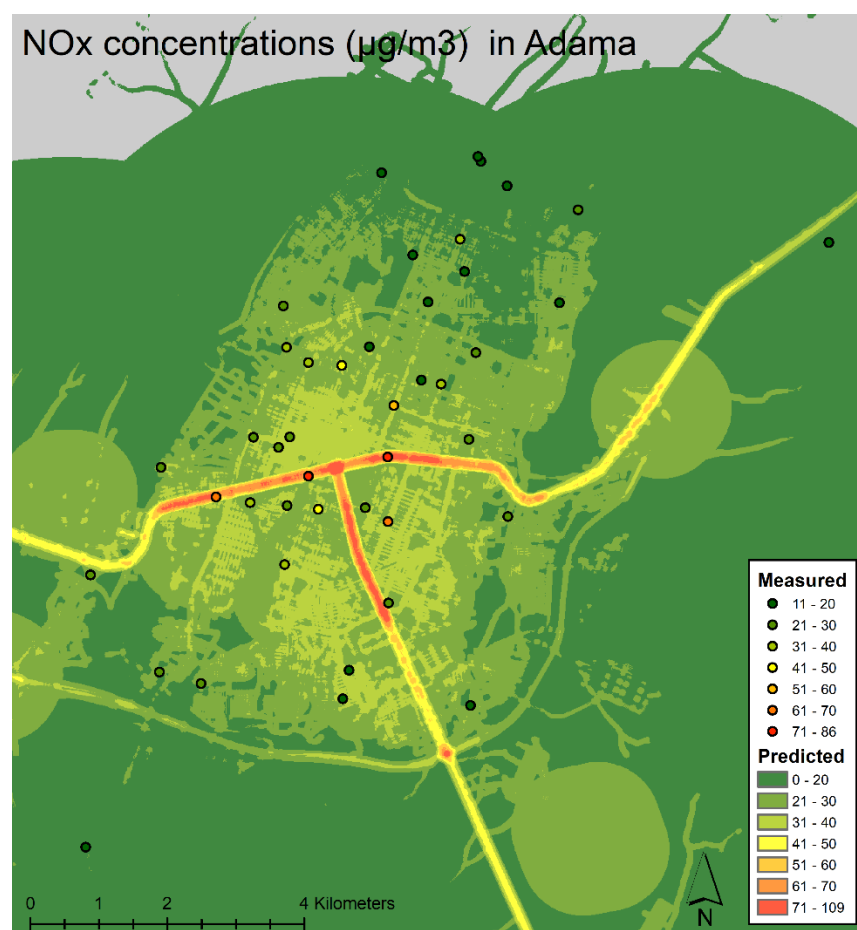 NOx concentrations (µg/m3) in Adama
Measured
11 - 20
21 - 30
31 - 40
41 - 50
51 - 60
61 - 70
71 - 86
Predicted
0 - 20
21 - 30
31 - 40
41 - 50
51 - 60
61 - 70
71 - 109
0 2 4 Kilometers
N